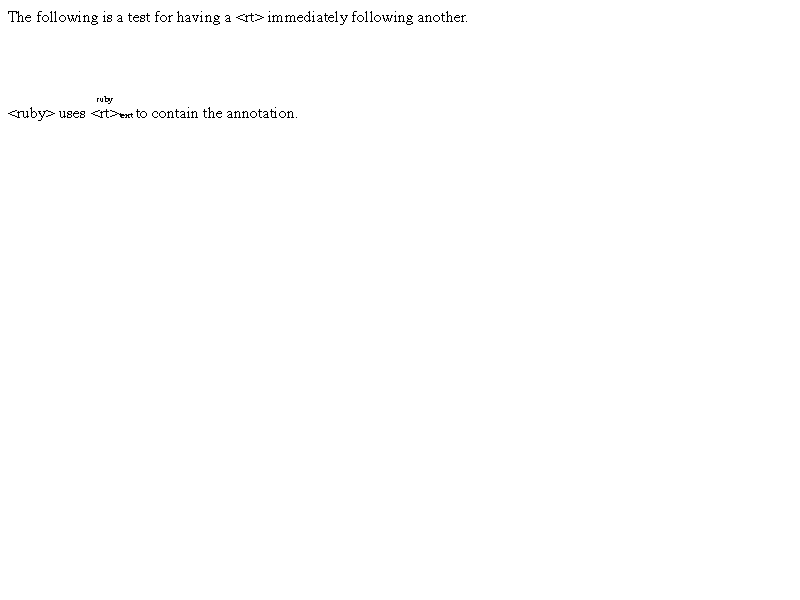 The following is a test for having a <rt> immediately following another.
ruby
<ruby> uses <rt>text to contain the annotation.